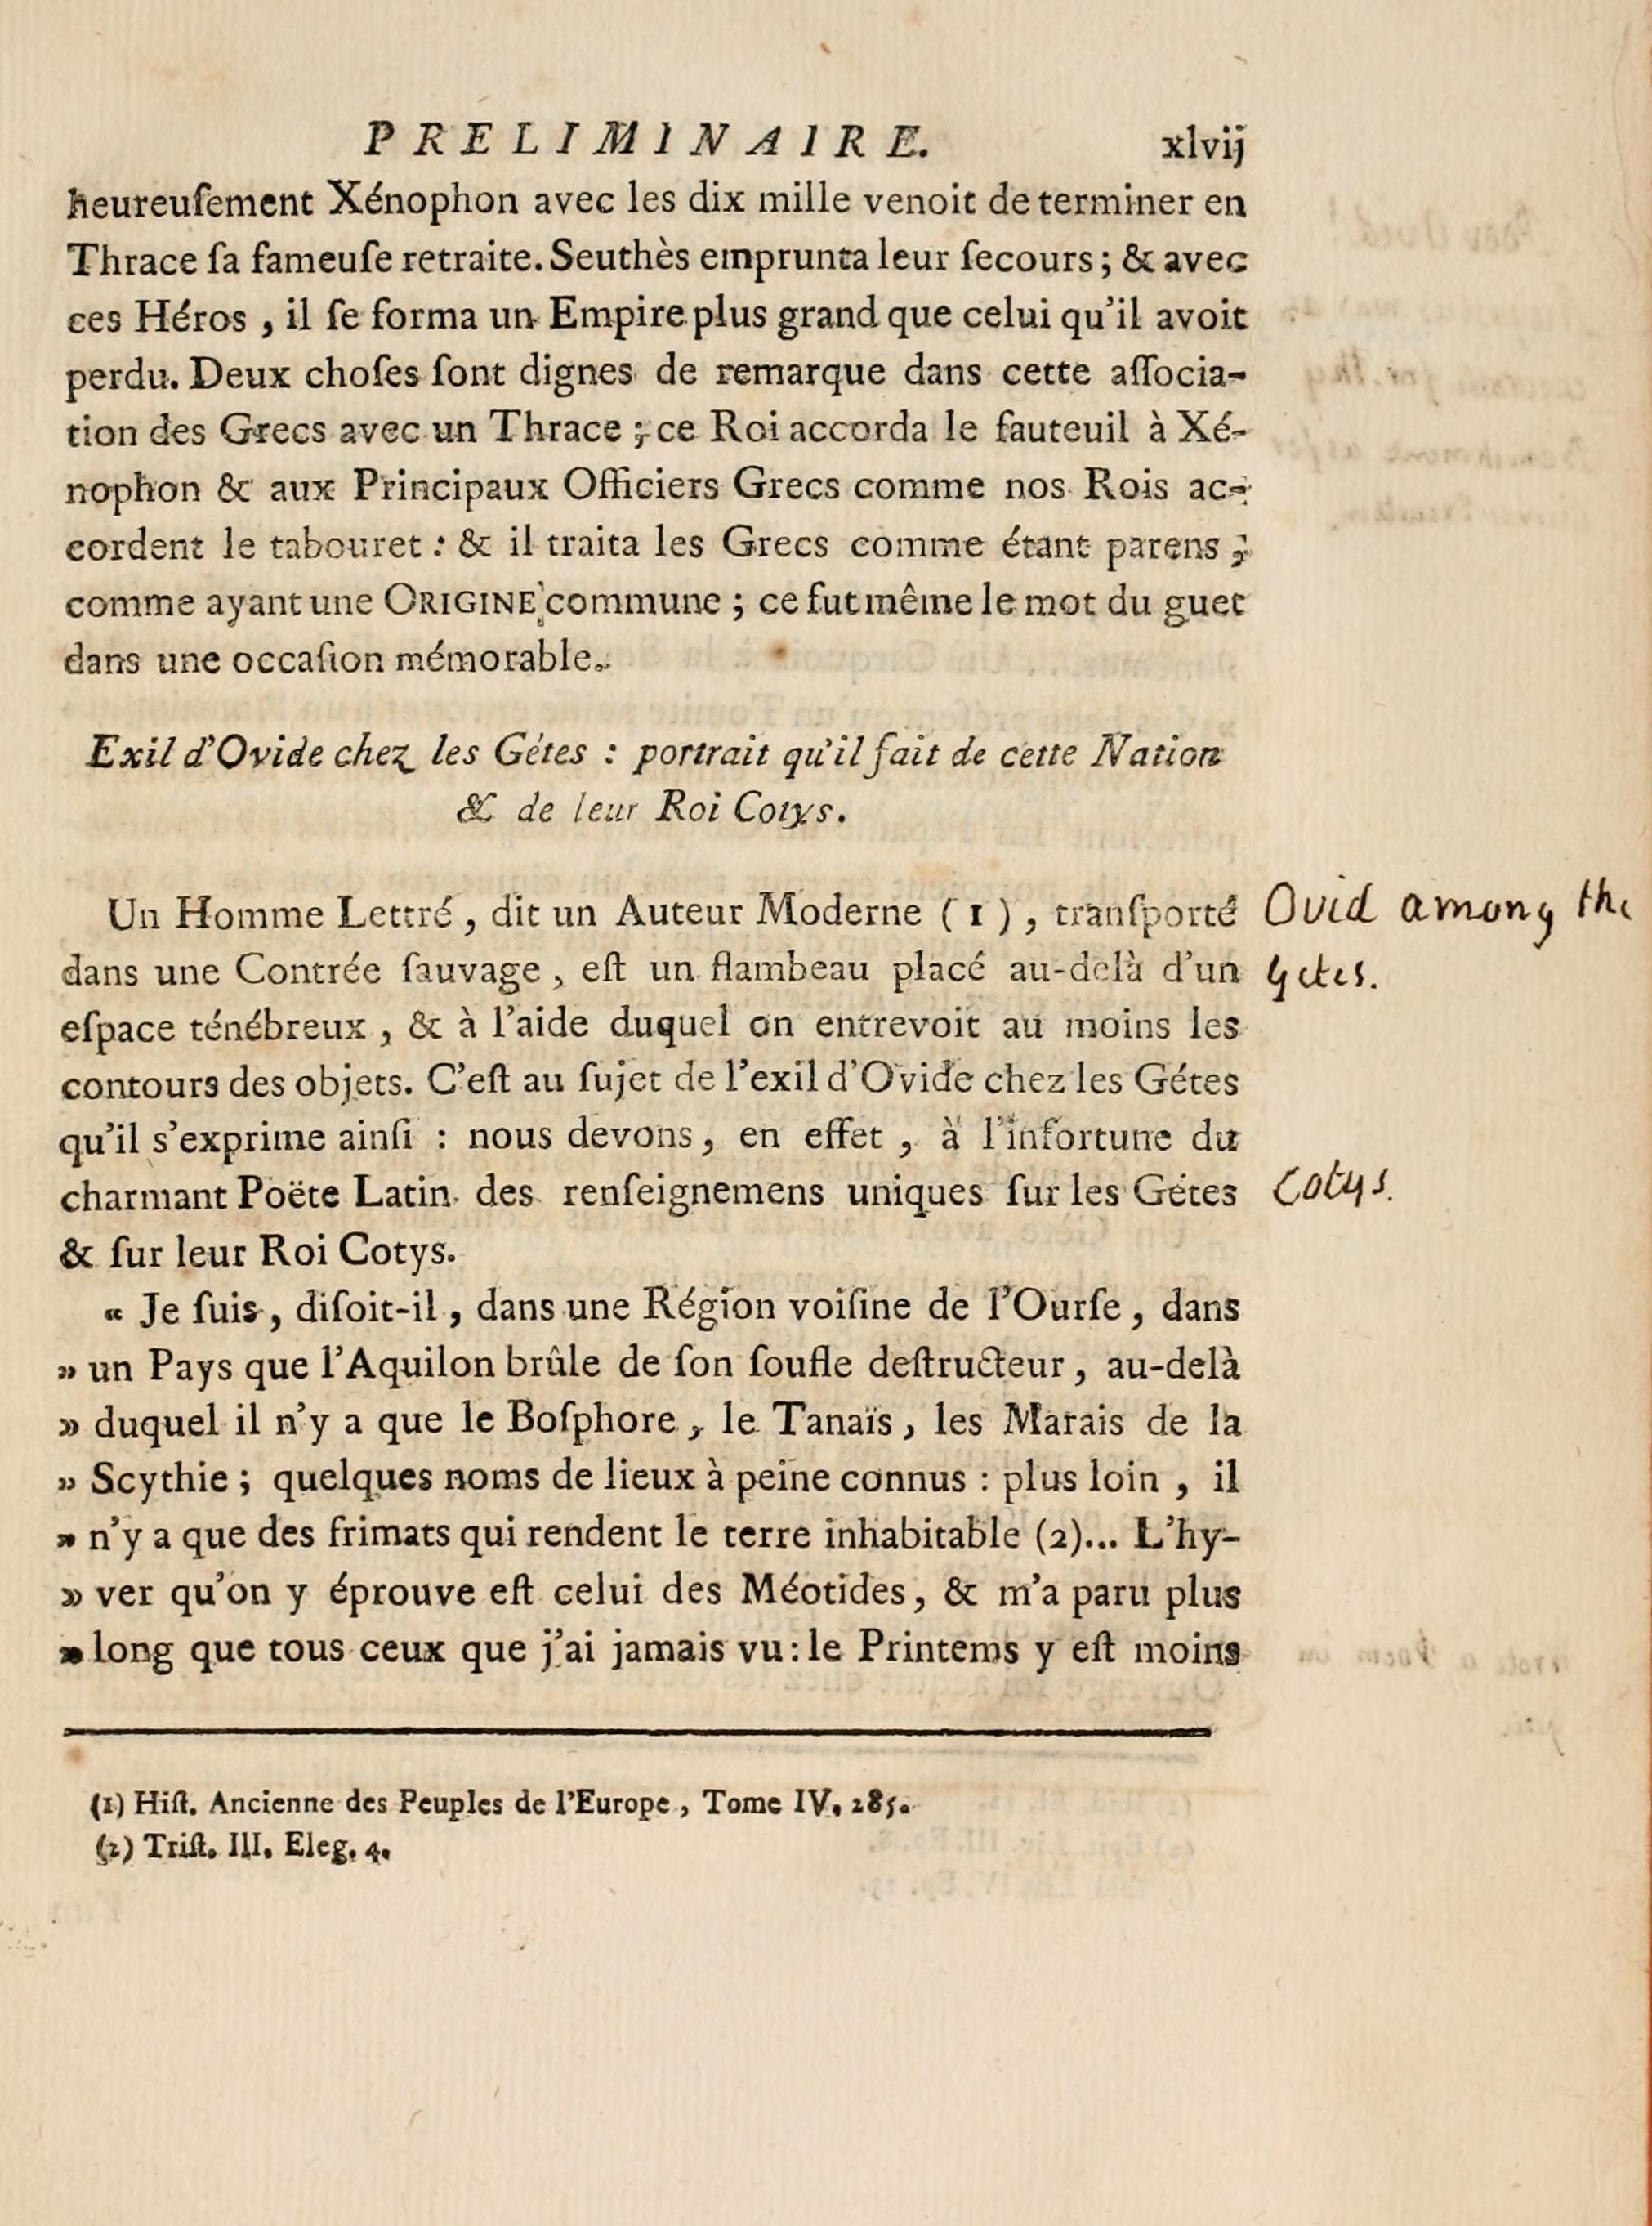 PRELIMINAIRE. xlvij
heureuſement Xénophon avec les dix mille venoit de terminer en
Thrace ſa fameuſe retraite. Seuthès emprunta leur ſecours ; & avec
ces Héros , il ſe forma un Empire plus grand que celui qu'il avoit
perdu. Deux choſes ſont dignes de remarque dans cette aſſocia-
tion des Grecs avec un Thrace ; ce Roi accorda le fauteuil à Xé-
nophon & aux Principaux Officiers Grecs comme nos Rois ac-
cordent le tabouret : & il traita les Grecs comme étant parens ;
comme ayant une ORIGINE commune ; ce fut même le mot du guet
dans une occaſion mémorable.
Exil d'Ovide chez les Gétes : portrait qu'il fait de cette Nation
& de leur Roi Cotys.
Un Homme Lettré , dit un Auteur Moderne ( 1 ) , tranſporté
dans une Contrée ſauvage , eſt un flambeau placé au-delà d'un
eſpace ténébreux , & à l'aide duquel on entrevoit au moins les
contours des objets. C'eſt au ſujet de l'exil d'Ovide chez les Gétes
qu'il s'exprime ainſi : nous devons , en effet , à l'infortune du
charmant Poëte Latin des renſeignemens uniques ſur les Gétes
& ſur leur Roi Cotys.
« Je ſuis , diſoit-il , dans une Région voiſine de l'Ourſe , dans
» un Pays que l'Aquilon brûle de ſon ſoufle deſtructeur , au-delà
» duquel il n'y a que le Boſphore , le Tanaïs , les Marais de la
» Scythie ; quelques noms de lieux à peine connus : plus loin , il
» n'y a que des frimats qui rendent le terre inhabitable (2)... L'hy-
» ver qu'on y éprouve eſt celui des Méotides , & m'a paru plus
» long que tous ceux que j'ai jamais vu : le Printems y eſt moins
(1) Hiſt. Ancienne des Peuples de l'Europe , Tome IV. 285.
(2) Triſt. III. Eleg. 4.
Ovid among the
Getes.
Cotys.